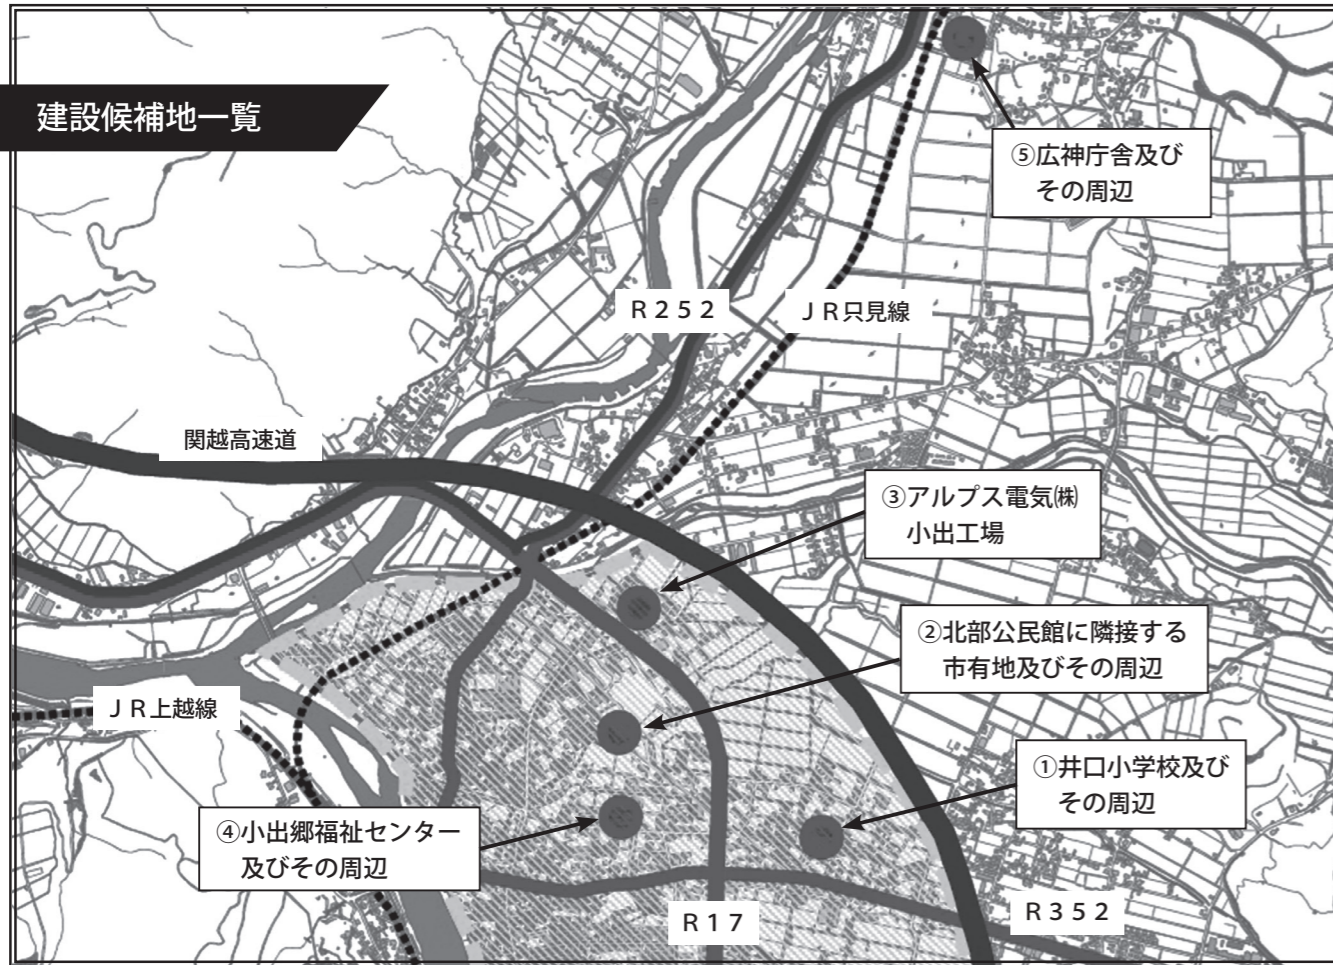 建設候補地一覧
⑤広神庁舎及び
その周辺
R252
JR只見線
関越高速道
③アルプス電気㈱
小出工場
②北部公民館に隣接する
市有地及びその周辺
JR上越線
①井口小学校及び
その周辺
④小出郷福祉センター
及びその周辺
R17
R352